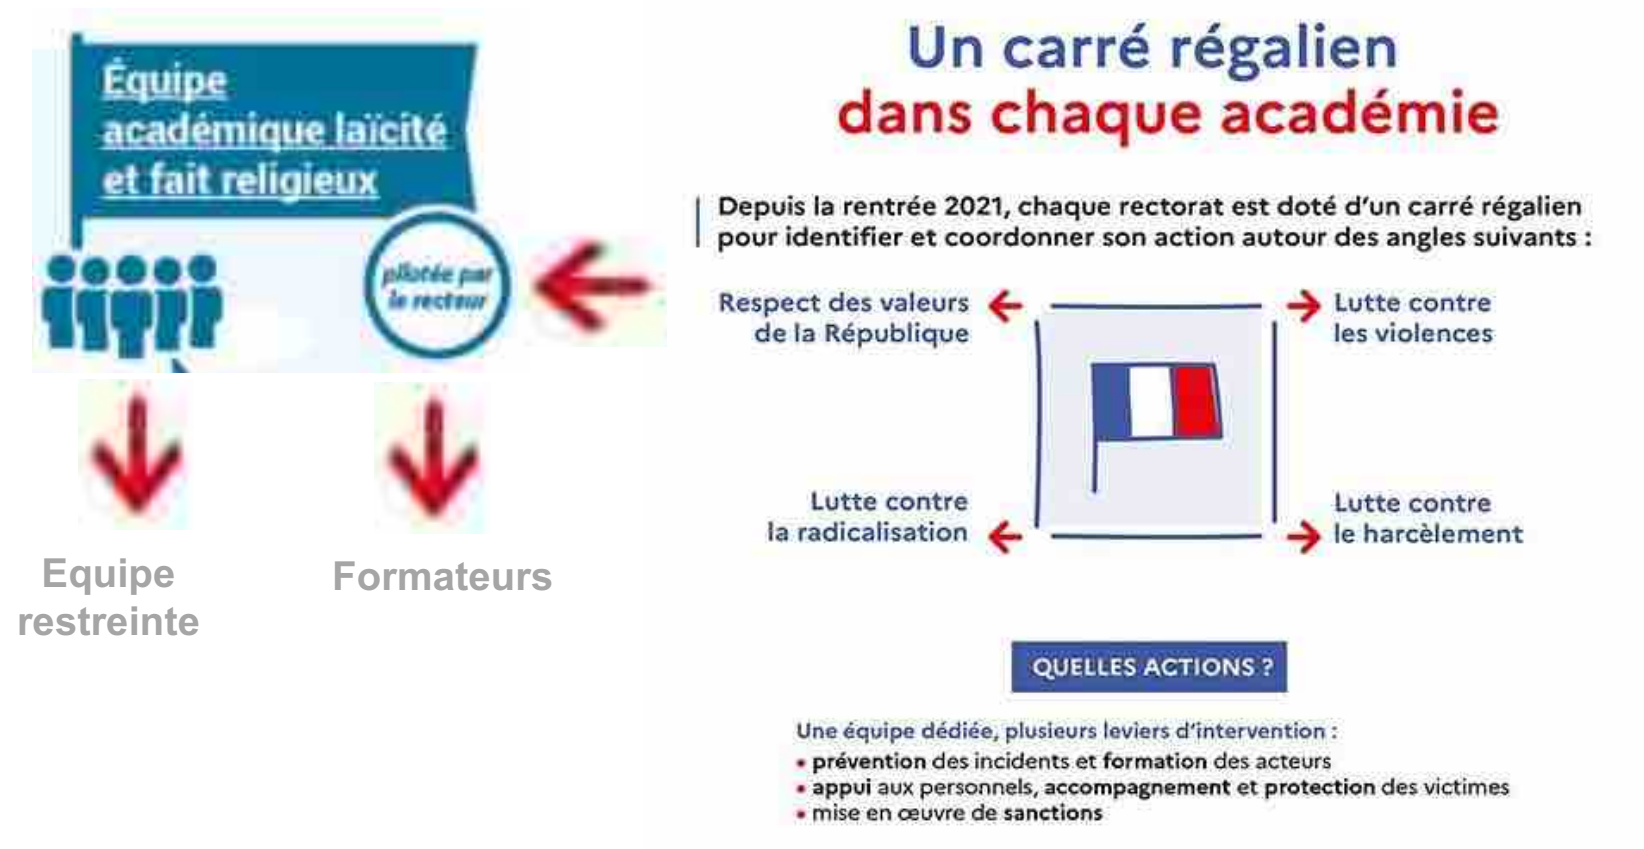 Équipe
académique laïcité
et fait religieux
pilotée par
le recteur
Equipe
restreinte
Formateurs
Un carré régalien
dans chaque académie
Depuis la rentrée 2021, chaque rectorat est doté d'un carré régalien
pour identifier et coordonner son action autour des angles suivants :
Respect des valeurs
de la République
Lutte contre
les violences
Lutte contre
la radicalisation
Lutte contre
le harcèlement
QUELLES ACTIONS ?
Une équipe dédiée, plusieurs leviers d'intervention :
• prévention des incidents et formation des acteurs
• appui aux personnels, accompagnement et protection des victimes
• mise en œuvre de sanctions